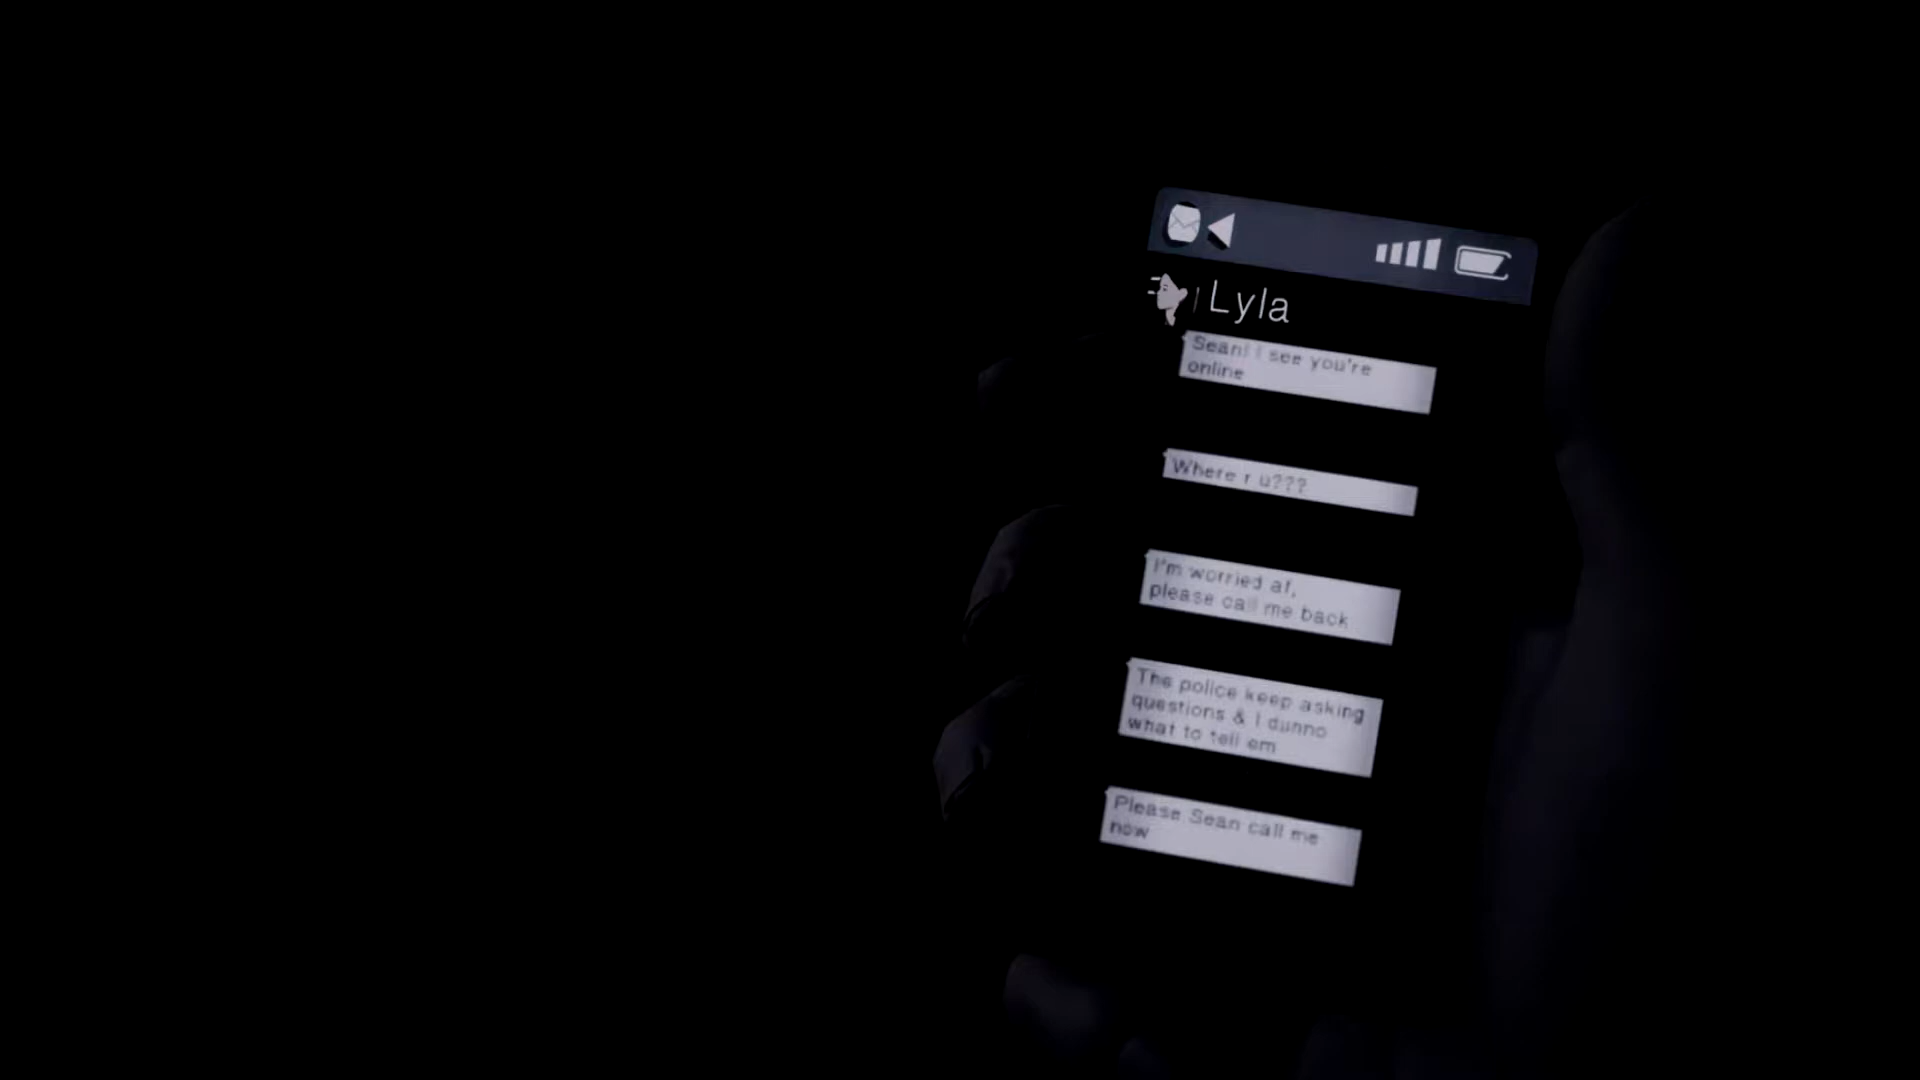 Lyla
Sean! I see you're
online
Where r u???
I'm worried af,
please call me back
The police keep asking
questions & I dunno
what to tell em
Please Sean call me
now